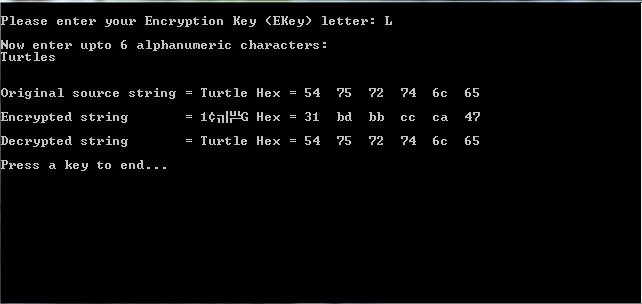 Please enter your Encryption Key (EKey) letter: L
Now enter upto 6 alphanumeric characters:
Turtles
Original source string = Turtle Hex = 54 75 72 74 6c 65
Encrypted string = 1¢╗╠╩G Hex = 31 bd bb cc ca 47
Decrypted string = Turtle Hex = 54 75 72 74 6c 65
Press a key to end...